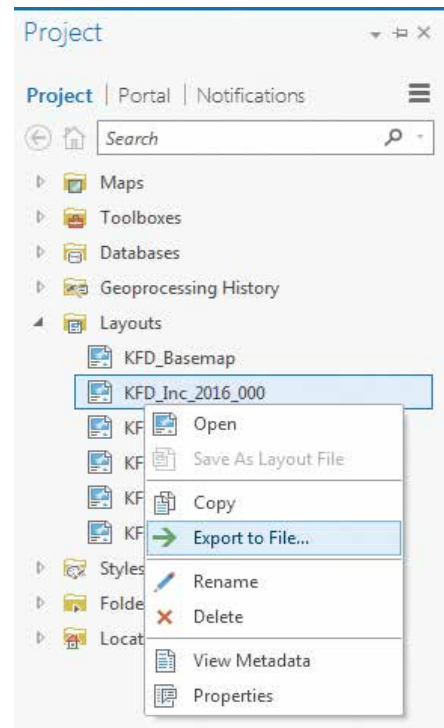 Project
Project | Portal | Notifications
Search
Maps
Toolboxes
Databases
Geoprocessing History
Layouts
KFD_Basemap
KFD_Inc_2016_000
KF Open
KF Save As Layout File
KF Copy
KF Export to File...
Styles
Rename
Folde
Delete
Locat
View Metadata
Properties